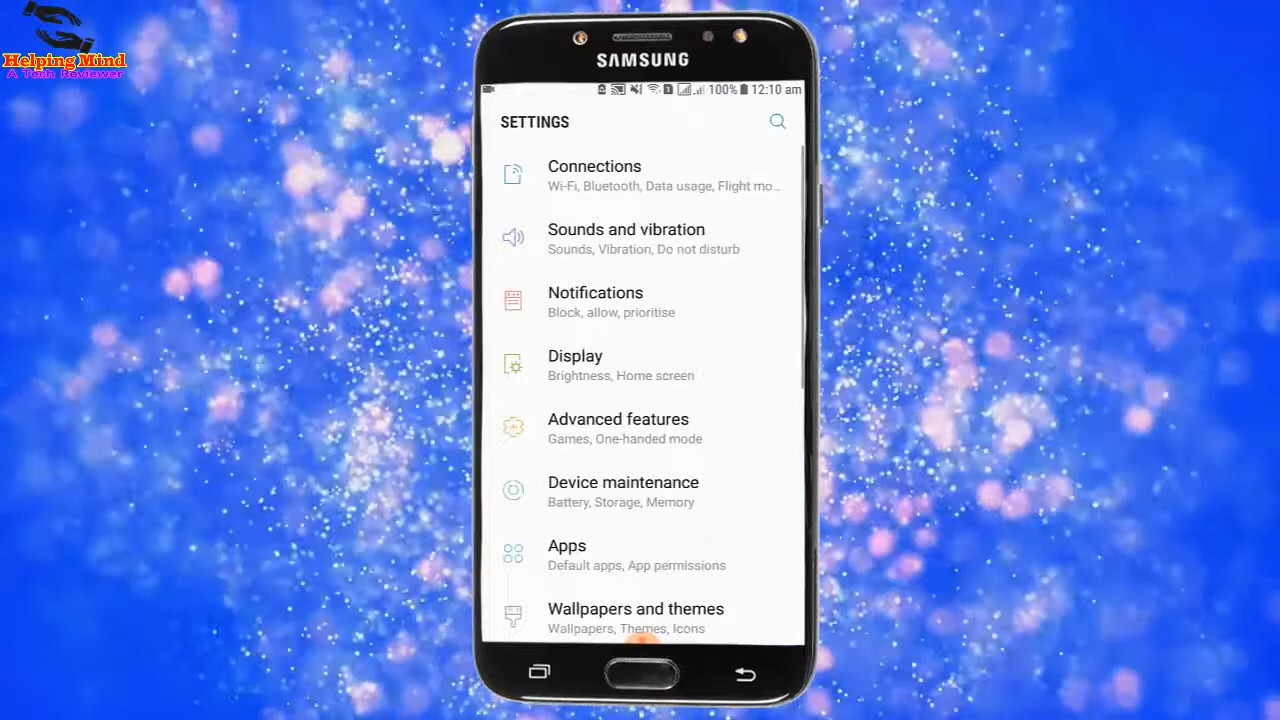 Helping Mind
A Tech Reviewer
SAMSUNG
100% 12:10 am
SETTINGS
Connections
Wi-Fi, Bluetooth, Data usage, Flight mo...
Sounds and vibration
Sounds, Vibration, Do not disturb
Notifications
Block, allow, prioritise
Display
Brightness, Home screen
Advanced features
Games, One-handed mode
Device maintenance
Battery, Storage, Memory
Apps
Default apps, App permissions
Wallpapers and themes
Wallpapers, Themes, Icons